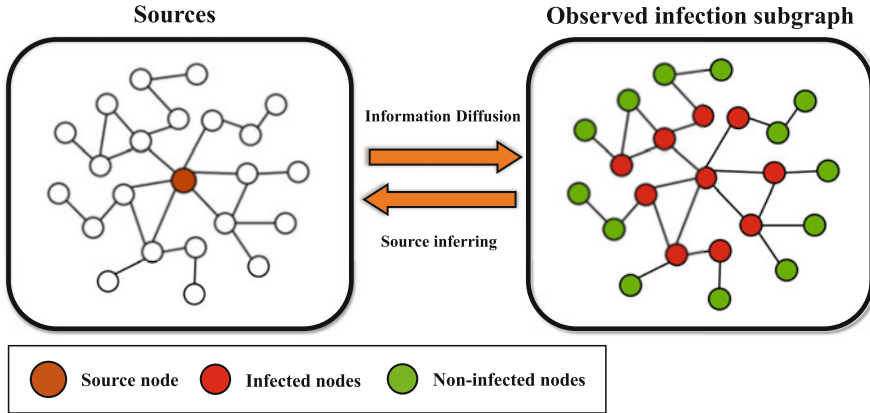 Sources
Observed infection subgraph
Information Diffusion
Source inferring
Source node
Infected nodes
Non-infected nodes